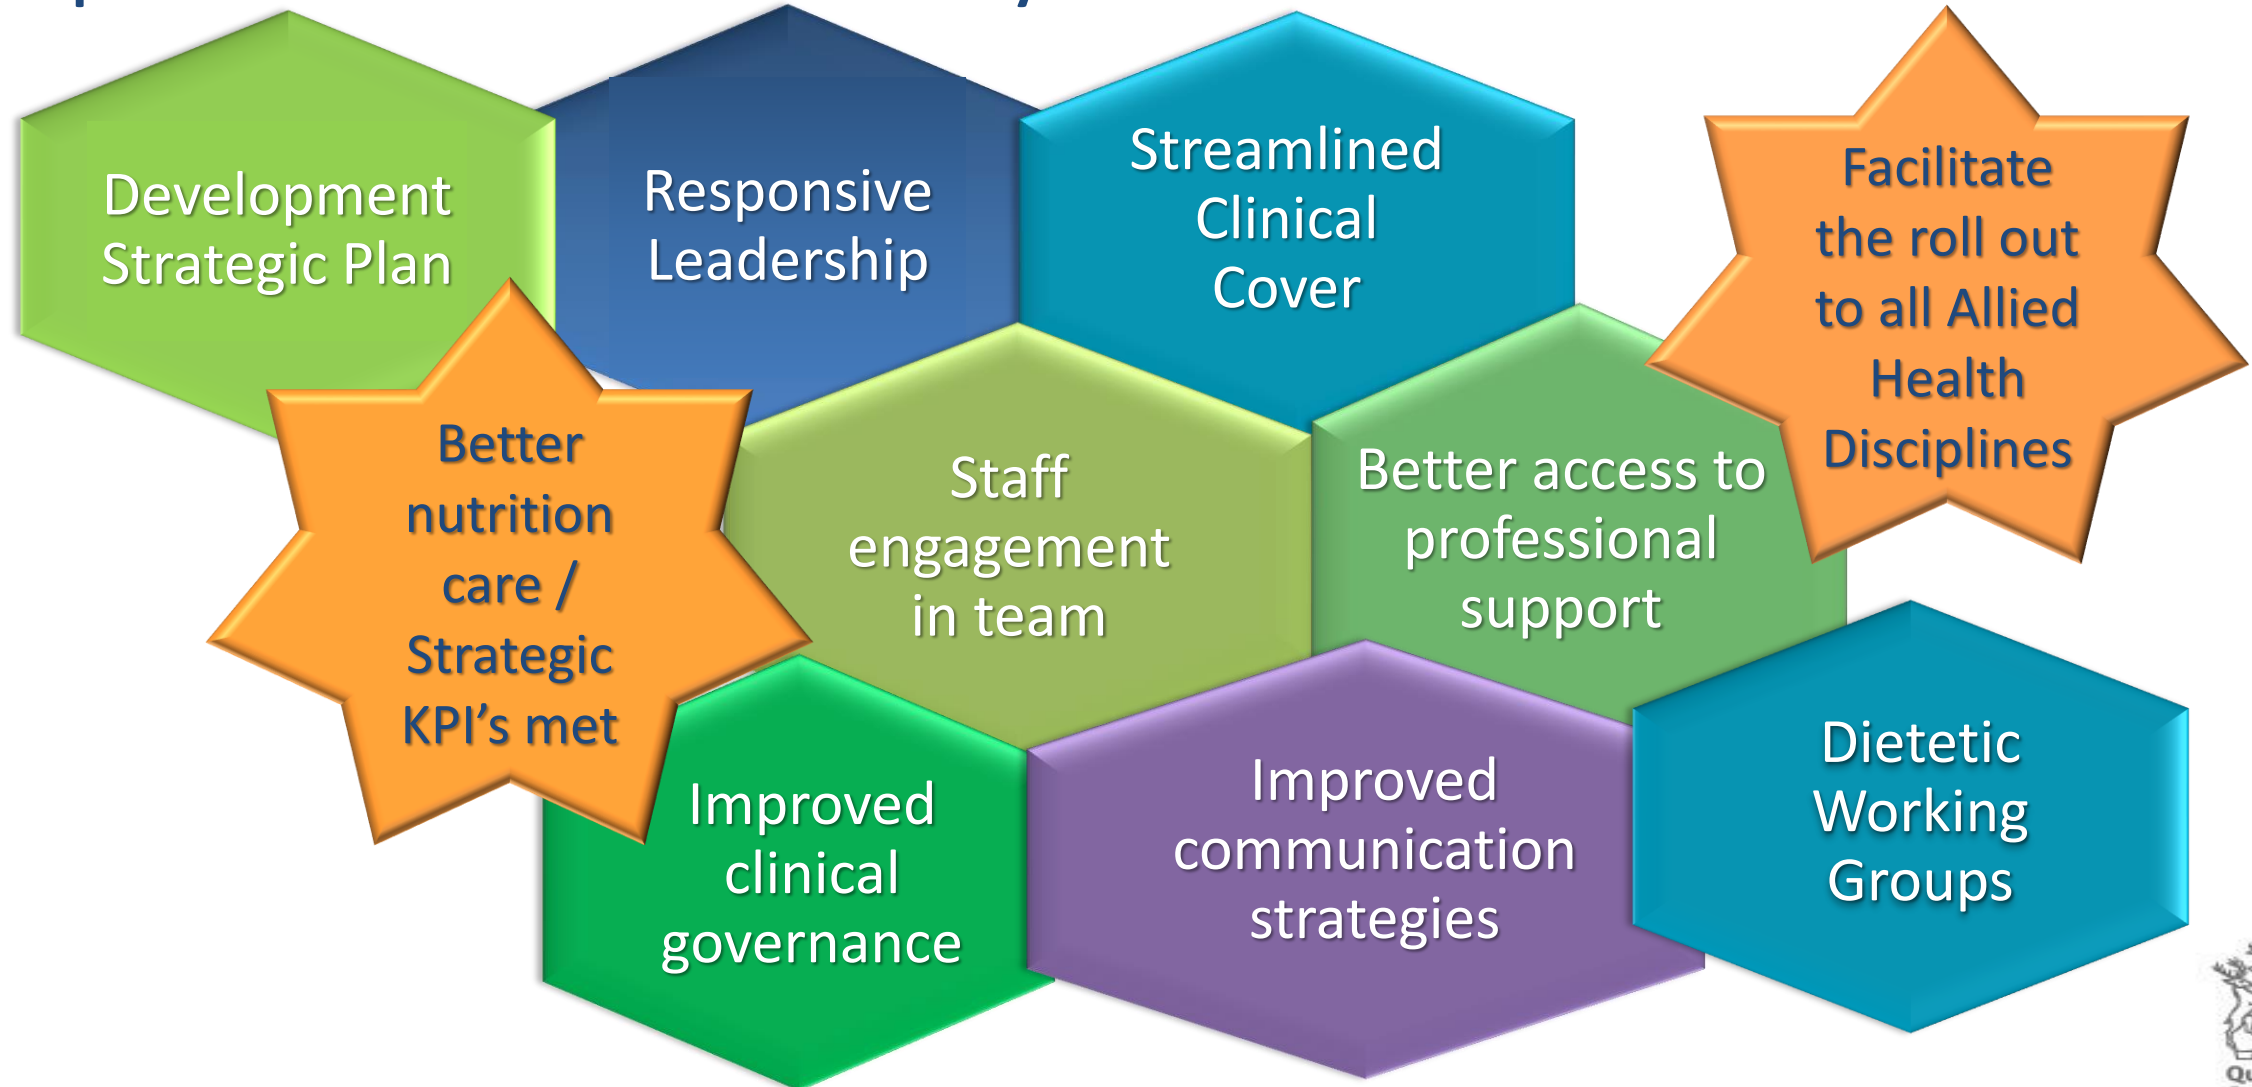 Development
Strategic Plan
Responsive
Leadership
Streamlined
Clinical
Cover
Facilitate
the roll out
to all Allied
Health
Disciplines
Better
nutrition
care /
Strategic
KPI’s met
Staff
engagement
in team
Better access to
professional
support
Improved
clinical
governance
Improved
communication
strategies
Dietetic
Working
Groups